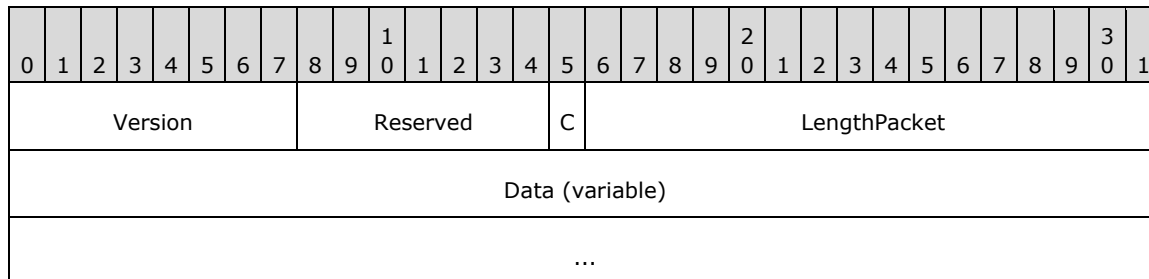 1 2 3
0 1 2 3 4 5 6 7 8 9 0 1 2 3 4 5 6 7 8 9 0 1 2 3 4 5 6 7 8 9 0 1
Version Reserved C LengthPacket
Data (variable)
...